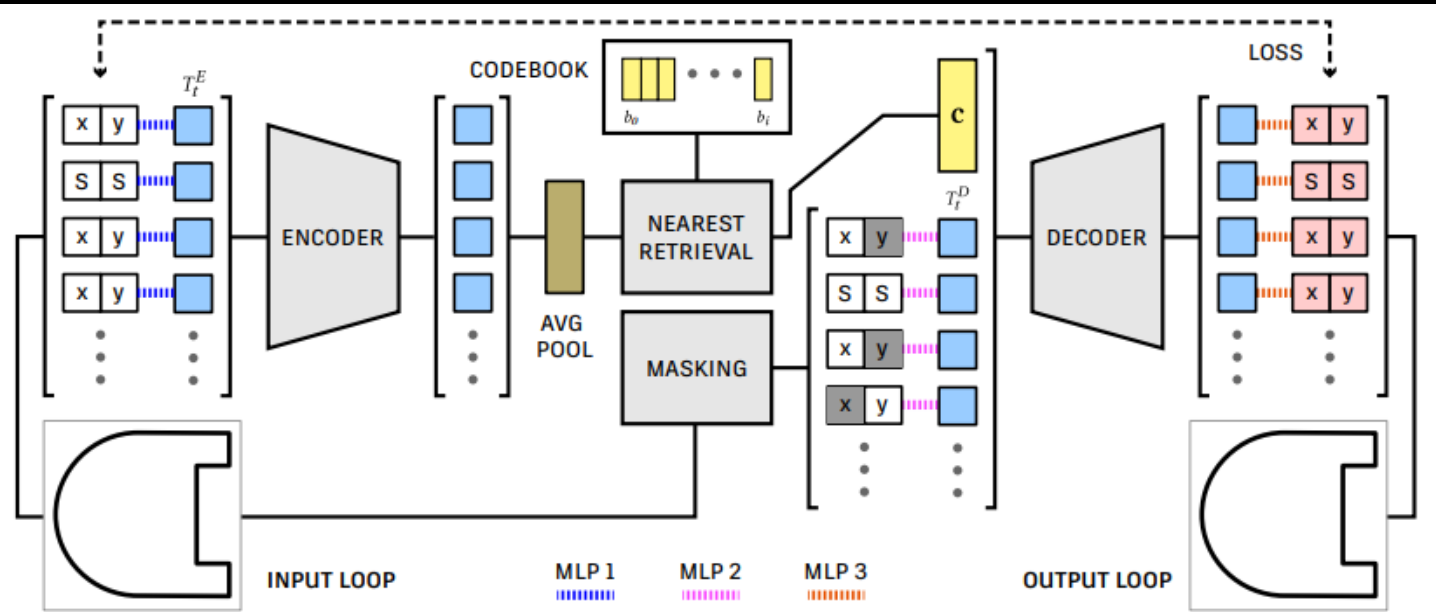 CODEBOOK
LOSS
T_t^E
b_0 b_i
c
x y
S S
x y
x y
ENCODER
AVG
POOL
NEAREST
RETRIEVAL
MASKING
T_t^D
x y
S S
x y
x y
DECODER
x y
S S
x y
x y
INPUT LOOP
MLP 1
MLP 2
MLP 3
OUTPUT LOOP